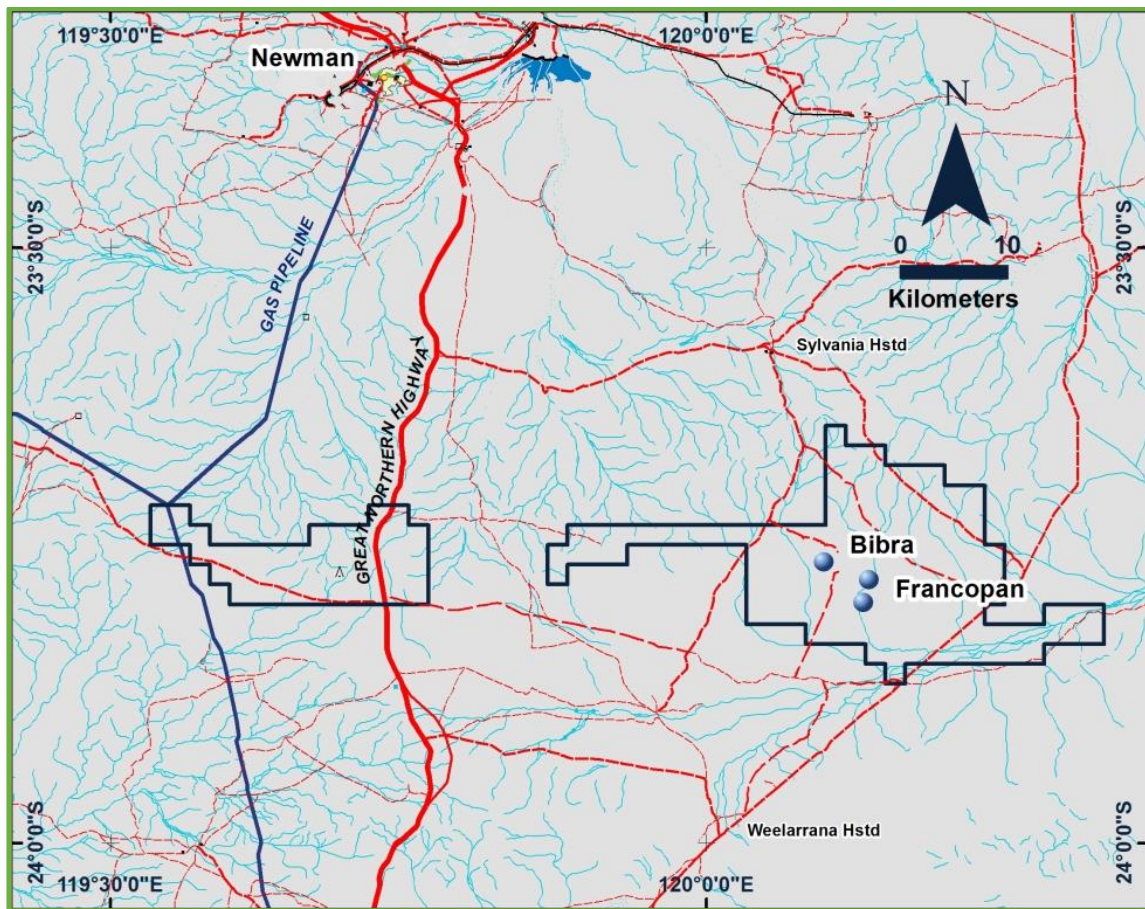 119°30'0"E
120°0'0"E
Newman
N
GAS PIPELINE
23°30'0"S
0 10
23°30'0"S
Kilometers
Sylvania Hstd
GREAT NORTHERN HIGHWAY
Bibra
Francopan
Weelarrana Hstd
24°0'0"S
24°0'0"S
119°30'0"E
120°0'0"E